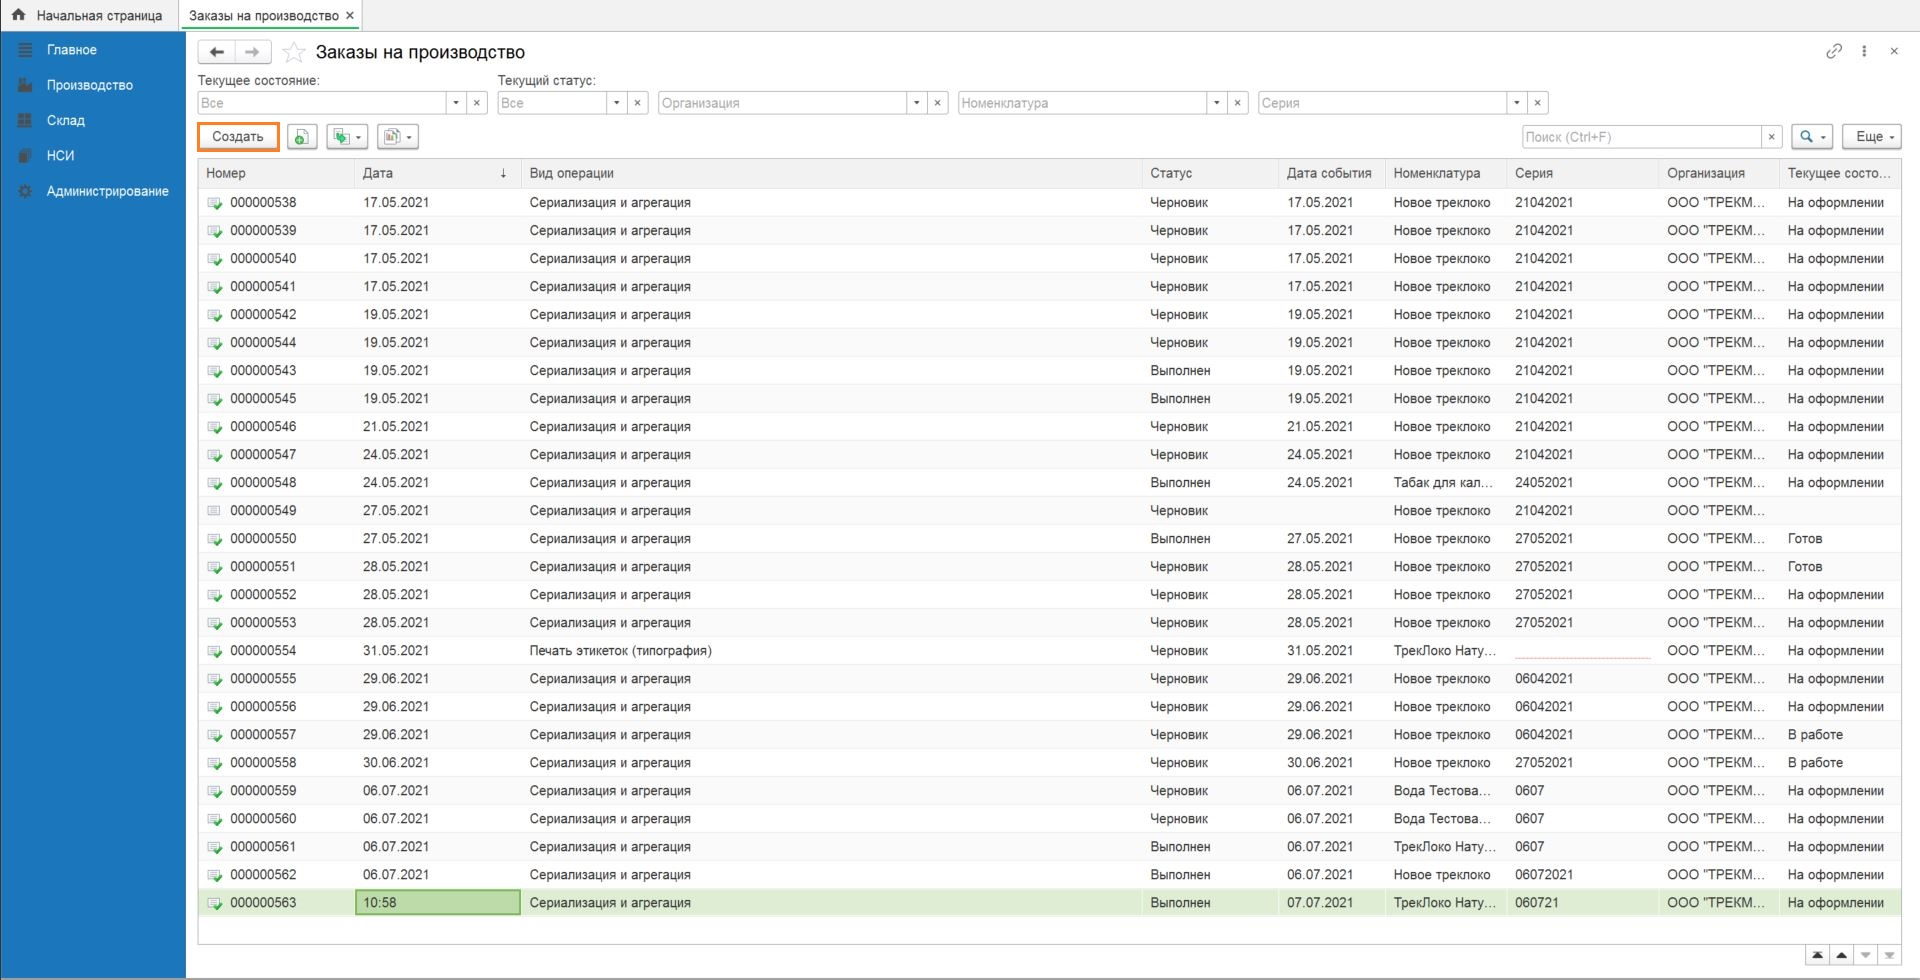 Начальная страница Заказы на производство ×
Главное
Производство
Склад
НСИ
Администрирование
Заказы на производство
Текущее состояние: Текущий статус:
Все Все Организация Номенклатура Серия
Создать Поиск (Ctrl+F) Еще
Номер Дата ↓ Вид операции Статус Дата события Номенклатура Серия Организация Текущее состо...
000000538 17.05.2021 Сериализация и агрегация Черновик 17.05.2021 Новое треклоко 21042021 ООО "ТРЕКМ... На оформлении
000000539 17.05.2021 Сериализация и агрегация Черновик 17.05.2021 Новое треклоко 21042021 ООО "ТРЕКМ... На оформлении
000000540 17.05.2021 Сериализация и агрегация Черновик 17.05.2021 Новое треклоко 21042021 ООО "ТРЕКМ... На оформлении
000000541 17.05.2021 Сериализация и агрегация Черновик 17.05.2021 Новое треклоко 21042021 ООО "ТРЕКМ... На оформлении
000000542 19.05.2021 Сериализация и агрегация Черновик 19.05.2021 Новое треклоко 21042021 ООО "ТРЕКМ... На оформлении
000000544 19.05.2021 Сериализация и агрегация Черновик 19.05.2021 Новое треклоко 21042021 ООО "ТРЕКМ... На оформлении
000000543 19.05.2021 Сериализация и агрегация Выполнен 19.05.2021 Новое треклоко 21042021 ООО "ТРЕКМ... На оформлении
000000545 19.05.2021 Сериализация и агрегация Выполнен 19.05.2021 Новое треклоко 21042021 ООО "ТРЕКМ... На оформлении
000000546 21.05.2021 Сериализация и агрегация Черновик 21.05.2021 Новое треклоко 21042021 ООО "ТРЕКМ... На оформлении
000000547 24.05.2021 Сериализация и агрегация Черновик 24.05.2021 Новое треклоко 21042021 ООО "ТРЕКМ... На оформлении
000000548 24.05.2021 Сериализация и агрегация Выполнен 24.05.2021 Табак для кал... 24052021 ООО "ТРЕКМ... На оформлении
000000549 27.05.2021 Сериализация и агрегация Черновик Новое треклоко 21042021 ООО "ТРЕКМ...
000000550 27.05.2021 Сериализация и агрегация Выполнен 27.05.2021 Новое треклоко 27052021 ООО "ТРЕКМ... Готов
000000551 28.05.2021 Сериализация и агрегация Черновик 28.05.2021 Новое треклоко 27052021 ООО "ТРЕКМ... Готов
000000552 28.05.2021 Сериализация и агрегация Черновик 28.05.2021 Новое треклоко 27052021 ООО "ТРЕКМ... На оформлении
000000553 28.05.2021 Сериализация и агрегация Черновик 28.05.2021 Новое треклоко 27052021 ООО "ТРЕКМ... На оформлении
000000554 31.05.2021 Печать этикеток (типография) Черновик 31.05.2021 ТрекЛоко Нату... ООО "ТРЕКМ... На оформлении
000000555 29.06.2021 Сериализация и агрегация Черновик 29.06.2021 Новое треклоко 06042021 ООО "ТРЕКМ... На оформлении
000000556 29.06.2021 Сериализация и агрегация Черновик 29.06.2021 Новое треклоко 06042021 ООО "ТРЕКМ... На оформлении
000000557 29.06.2021 Сериализация и агрегация Черновик 29.06.2021 Новое треклоко 06042021 ООО "ТРЕКМ... В работе
000000558 30.06.2021 Сериализация и агрегация Черновик 30.06.2021 Новое треклоко 27052021 ООО "ТРЕКМ... В работе
000000559 06.07.2021 Сериализация и агрегация Черновик 06.07.2021 Вода Тестова... 0607 ООО "ТРЕКМ... На оформлении
000000560 06.07.2021 Сериализация и агрегация Черновик 06.07.2021 Вода Тестова... 0607 ООО "ТРЕКМ... На оформлении
000000561 06.07.2021 Сериализация и агрегация Выполнен 06.07.2021 ТрекЛоко Нату... 0607 ООО "ТРЕКМ... На оформлении
000000562 06.07.2021 Сериализация и агрегация Выполнен 06.07.2021 Новое треклоко 06072021 ООО "ТРЕКМ... На оформлении
000000563 10:58 Сериализация и агрегация Выполнен 07.07.2021 ТрекЛоко Нату... 060721 ООО "ТРЕКМ... На оформлении